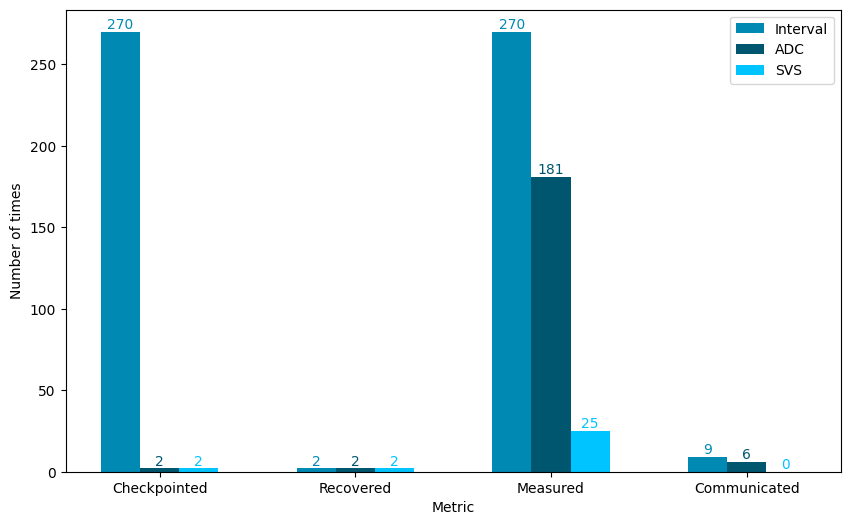 270
270
Interval
ADC
SVS
250
200
181
150
100
50
25
9
6
2
2
2
2
2
0
0
Number of times
Checkpointed
Recovered
Measured
Communicated
Metric